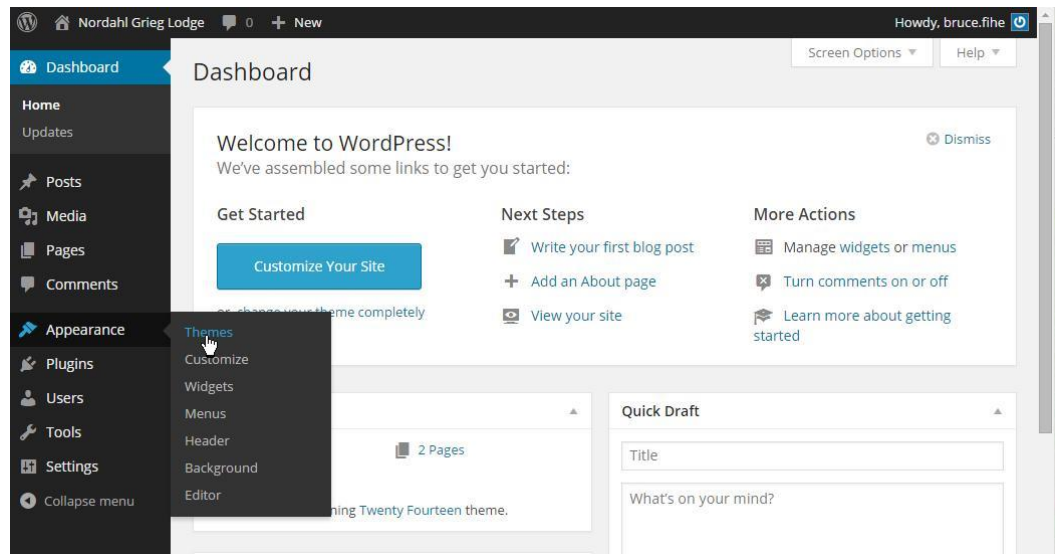 Nordahl Grieg Lodge 0 + New Howdy, bruce.fihe
Screen Options Help
Dashboard
Home
Updates
Posts
Media
Pages
Comments
Appearance
Plugins
Users
Tools
Settings
Collapse menu
Themes
Customize
Widgets
Menus
Header
Background
Editor
Dashboard
Welcome to WordPress!
Dismiss
We've assembled some links to get you started:
Get Started
Customize Your Site
or, change your theme completely
Next Steps
Write your first blog post
Add an About page
View your site
More Actions
Manage widgets or menus
Turn comments on or off
Learn more about getting
started
2 Pages
Twenty Fourteen theme.
Quick Draft
Title
What's on your mind?